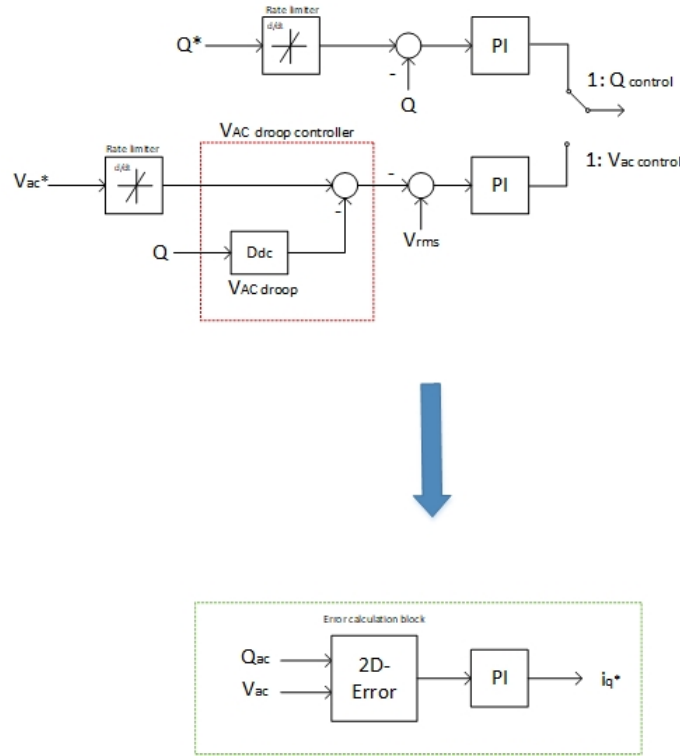 Rate limiter
d/dt
Q*
PI
-
Q
1: Q control
VAC droop controller
Rate limiter
d/dt
Vac*
-
PI
1: Vac control
-
Q
Ddc
Vrms
VAC droop
Error calculation block
Qac
Vac
2D-
Error
PI
iq*